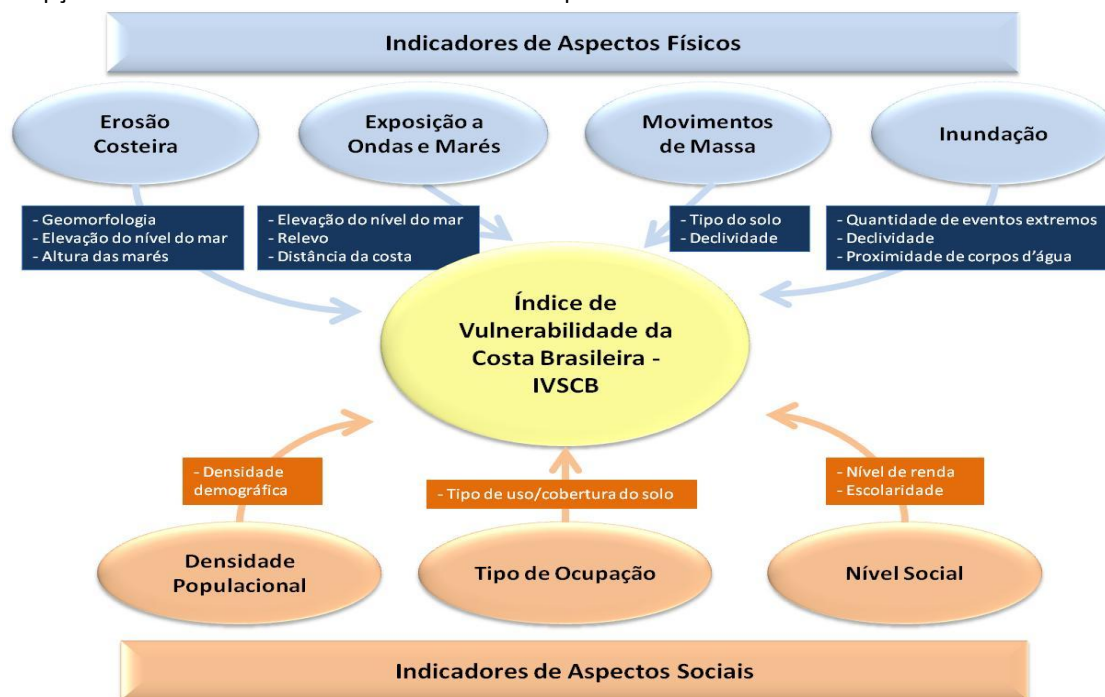 Indicadores de Aspectos Físicos
Erosão
Costeira
Exposição a
Ondas e Marés
Movimentos
de Massa
Inundação
- Geomorfologia
- Elevação do nível do mar
- Altura das marés
- Elevação do nível do mar
- Relevo
- Distância da costa
- Tipo do solo
- Declividade
- Quantidade de eventos extremos
- Declividade
- Proximidade de corpos d'água
Índice de
Vulnerabilidade da
Costa Brasileira -
IVSCB
- Densidade
demográfica
- Tipo de uso/cobertura do solo
- Nível de renda
- Escolaridade
Densidade
Populacional
Tipo de Ocupação
Nível Social
Indicadores de Aspectos Sociais